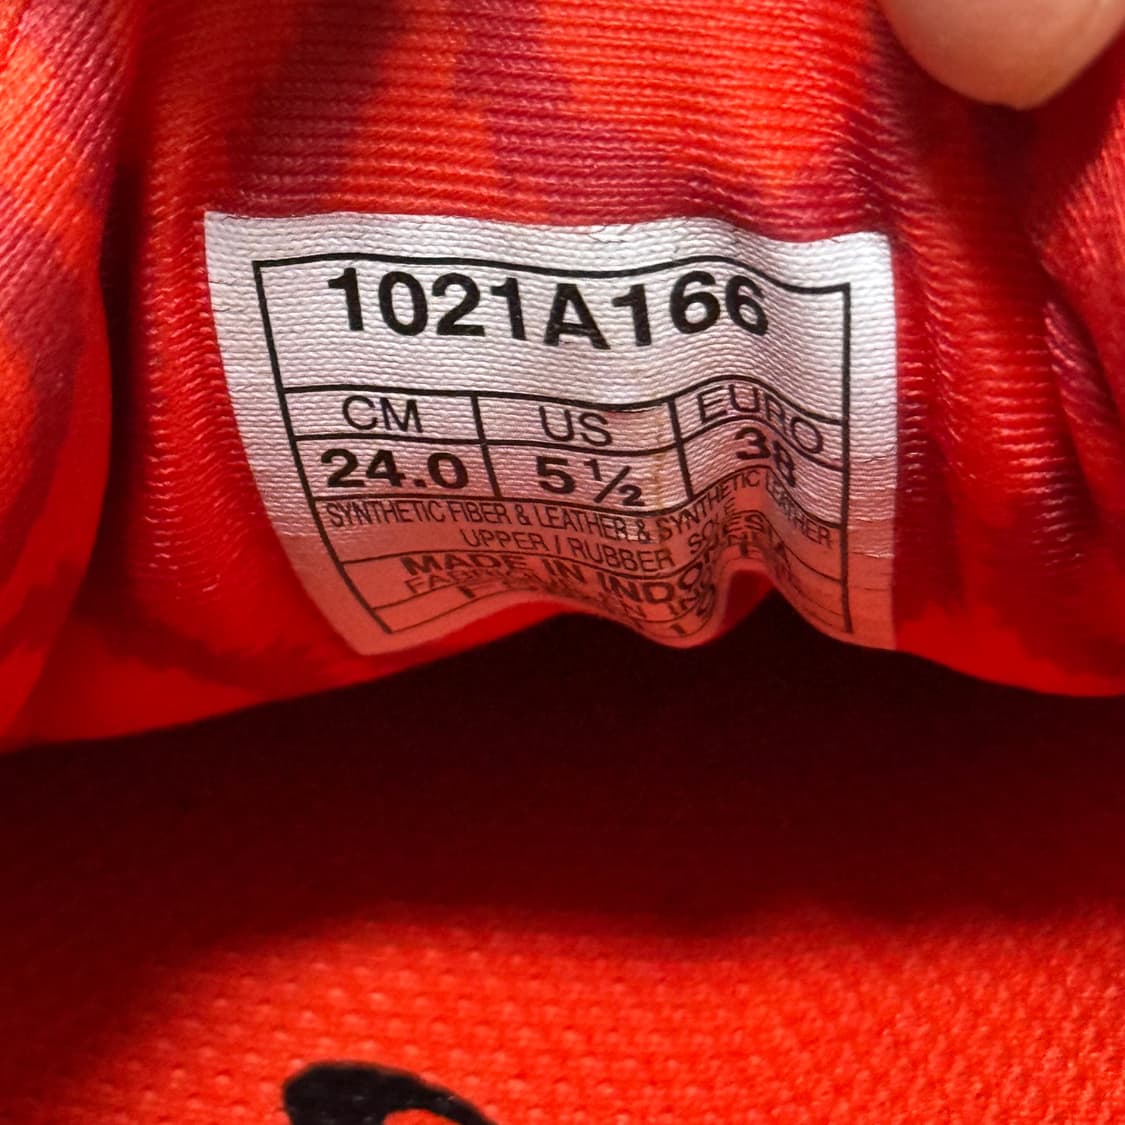 1021A166
CM US EURO
24.0 5½ 38
SYNTHETIC FIBER & LEATHER & SYNTHETIC LEATHER
UPPER / RUBBER SOLE
MADE IN INDONESIA